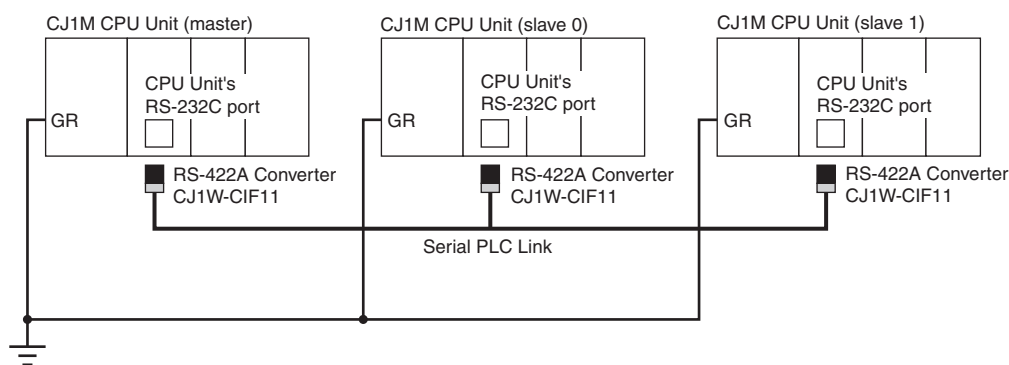 CJ1M CPU Unit (master)
CPU Unit's
RS-232C port
GR
RS-422A Converter
CJ1W-CIF11
CJ1M CPU Unit (slave 0)
CPU Unit's
RS-232C port
GR
RS-422A Converter
CJ1W-CIF11
CJ1M CPU Unit (slave 1)
CPU Unit's
RS-232C port
GR
RS-422A Converter
CJ1W-CIF11
Serial PLC Link